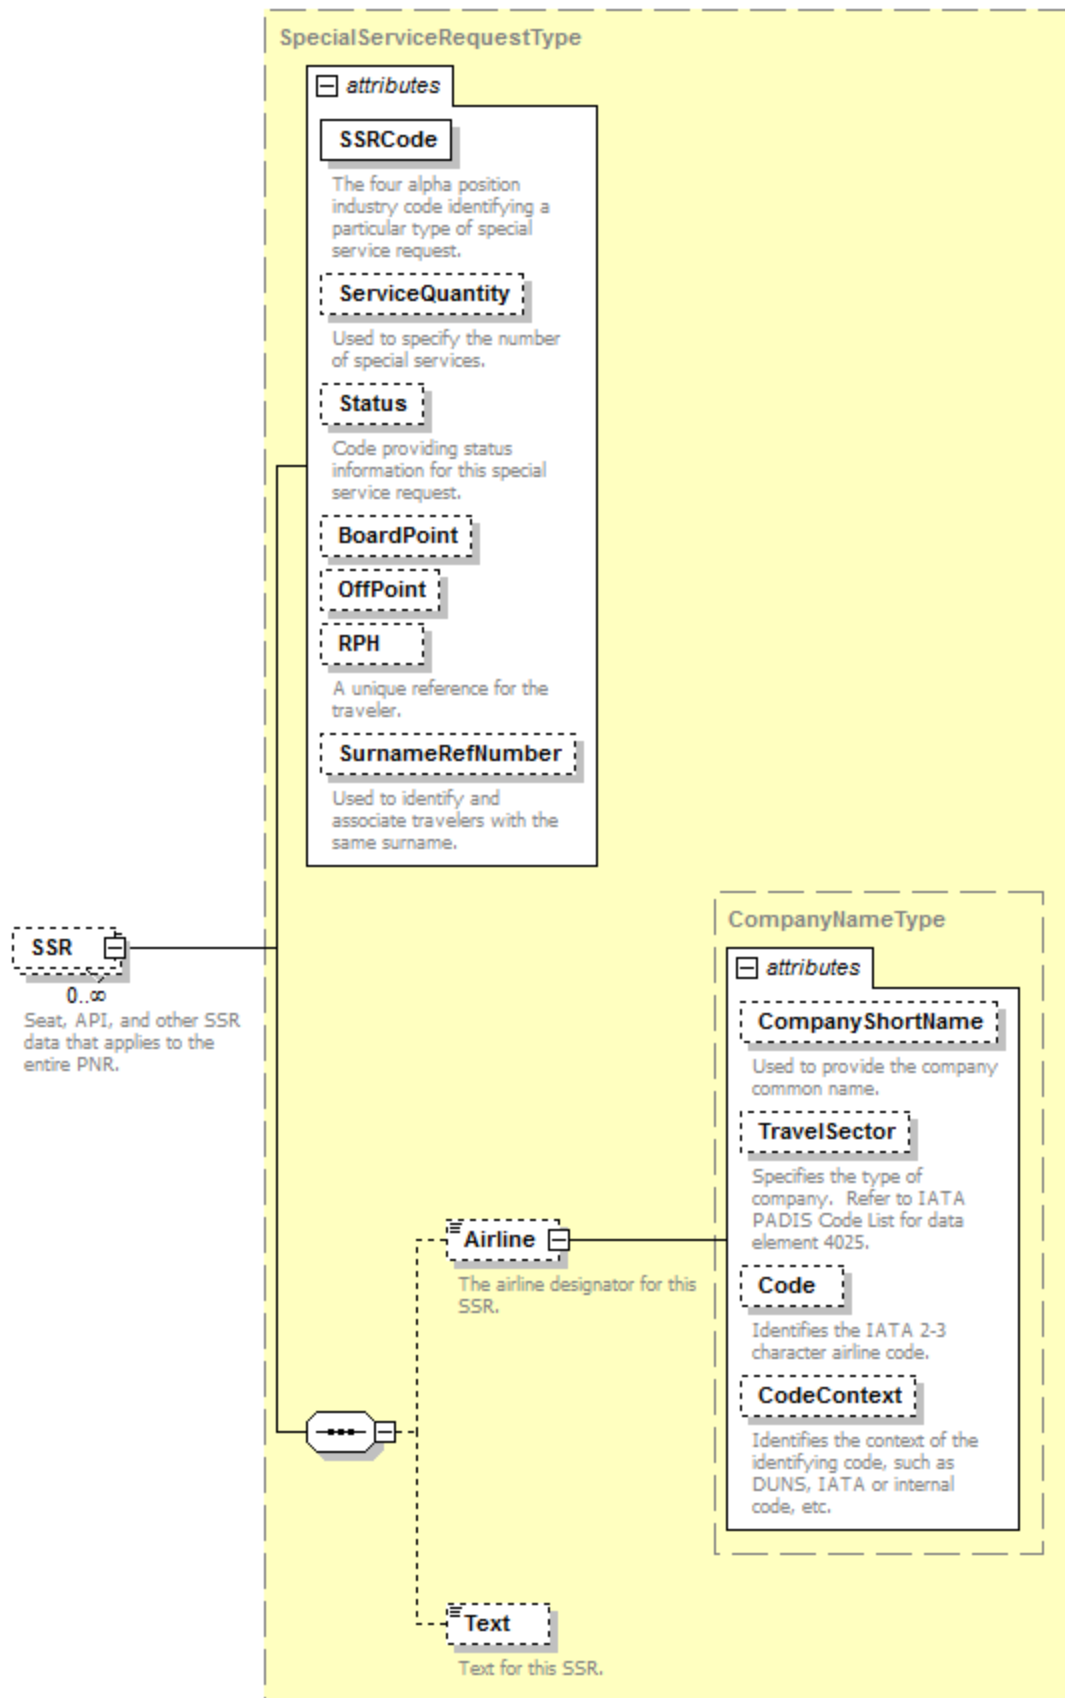 SpecialServiceRequestType
attributes
SSRCode
The four alpha position
industry code identifying a
particular type of special
service request.
ServiceQuantity
Used to specify the number
of special services.
Status
Code providing status
information for this special
service request.
BoardPoint
OffPoint
RPH
A unique reference for the
traveler.
SurnameRefNumber
Used to identify and
associate travelers with the
same surname.
SSR
0..∞
Seat, API, and other SSR
data that applies to the
entire PNR.
CompanyNameType
attributes
CompanyShortName
Used to provide the company
common name.
TravelSector
Specifies the type of
company.  Refer to IATA
PADIS Code List for data
element 4025.
Code
Identifies the IATA 2-3
character airline code.
CodeContext
Identifies the context of the
identifying code, such as
DUNS, IATA or internal
code, etc.
Airline
The airline designator for this
SSR.
Text
Text for this SSR.